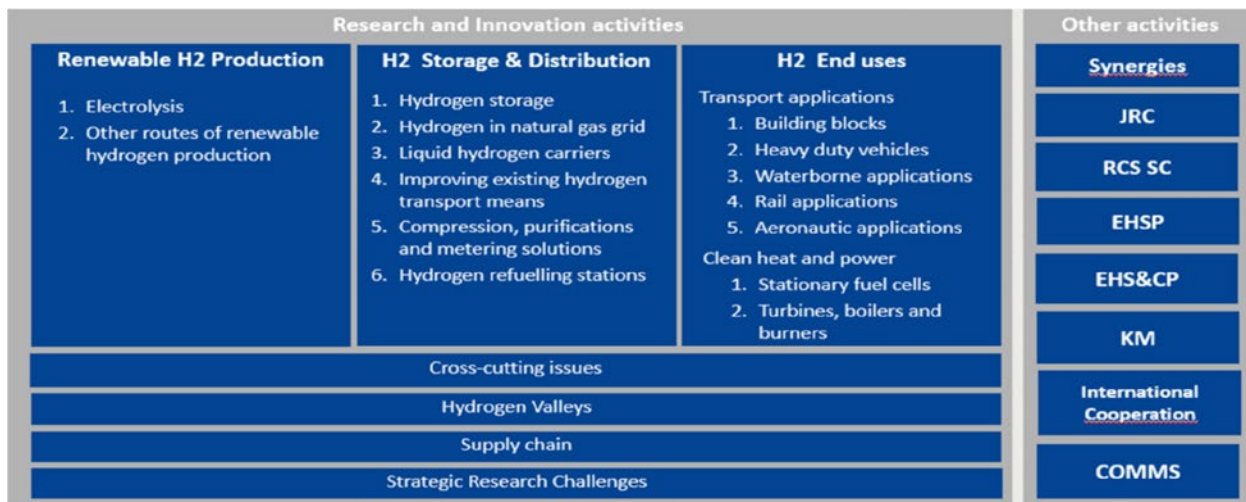 Research and Innovation activities
Renewable H2 Production
1. Electrolysis
2. Other routes of renewable
hydrogen production
H2 Storage & Distribution
1. Hydrogen storage
2. Hydrogen in natural gas grid
3. Liquid hydrogen carriers
4. Improving existing hydrogen
transport means
5. Compression, purifications
and metering solutions
6. Hydrogen refuelling stations
H2 End uses
Transport applications
1. Building blocks
2. Heavy duty vehicles
3. Waterborne applications
4. Rail applications
5. Aeronautic applications
Clean heat and power
1. Stationary fuel cells
2. Turbines, boilers and
burners
Cross-cutting issues
Hydrogen Valleys
Supply chain
Strategic Research Challenges
Other activities
Synergies
JRC
RCS SC
EHSP
EHS&CP
KM
International
Cooperation
COMMS